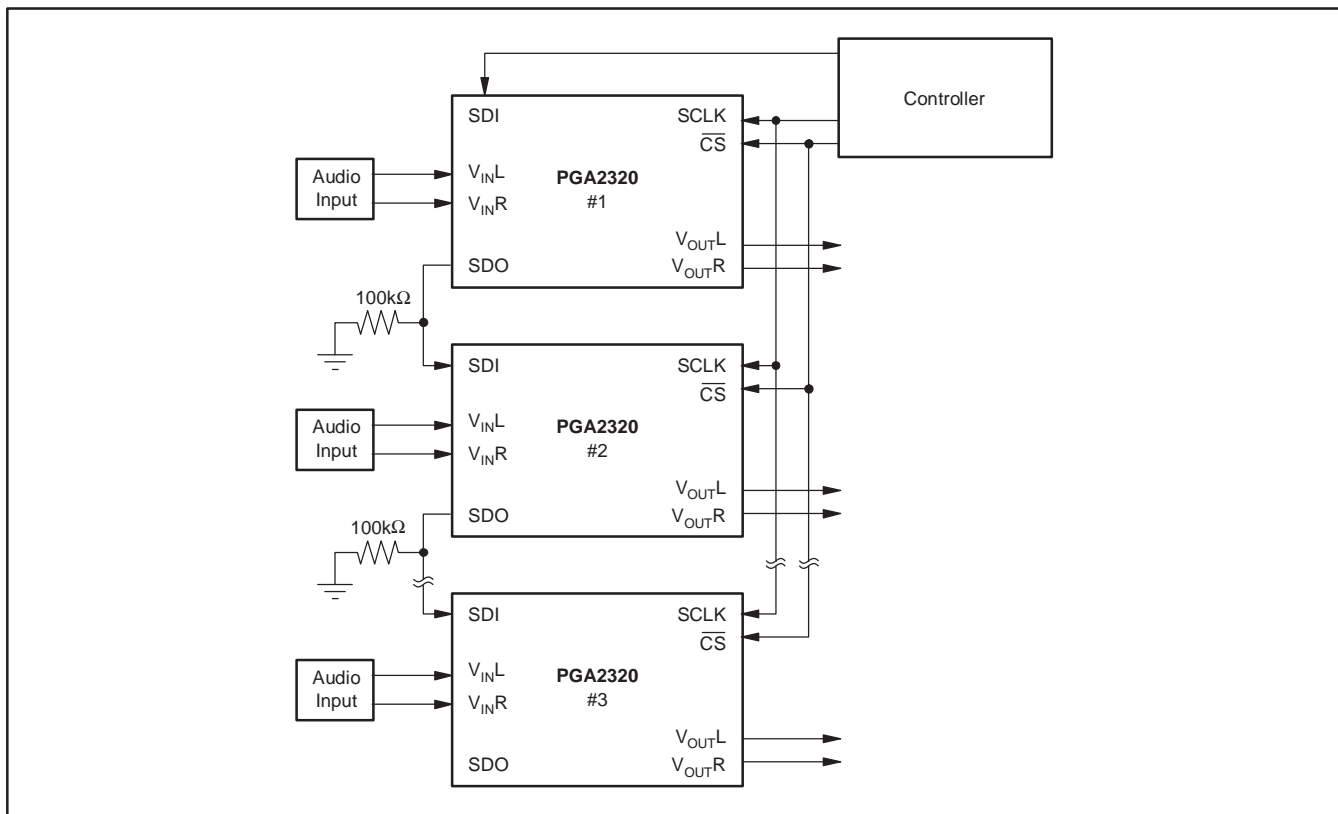 Controller
SDI
SCLK
CS
Audio
Input
VINL
VINR
PGA2320
#1
VOUTL
VOUTR
SDO
100kΩ
SDI
SCLK
CS
Audio
Input
VINL
VINR
PGA2320
#2
VOUTL
VOUTR
SDO
100kΩ
SDI
SCLK
CS
Audio
Input
VINL
VINR
PGA2320
#3
VOUTL
VOUTR
SDO